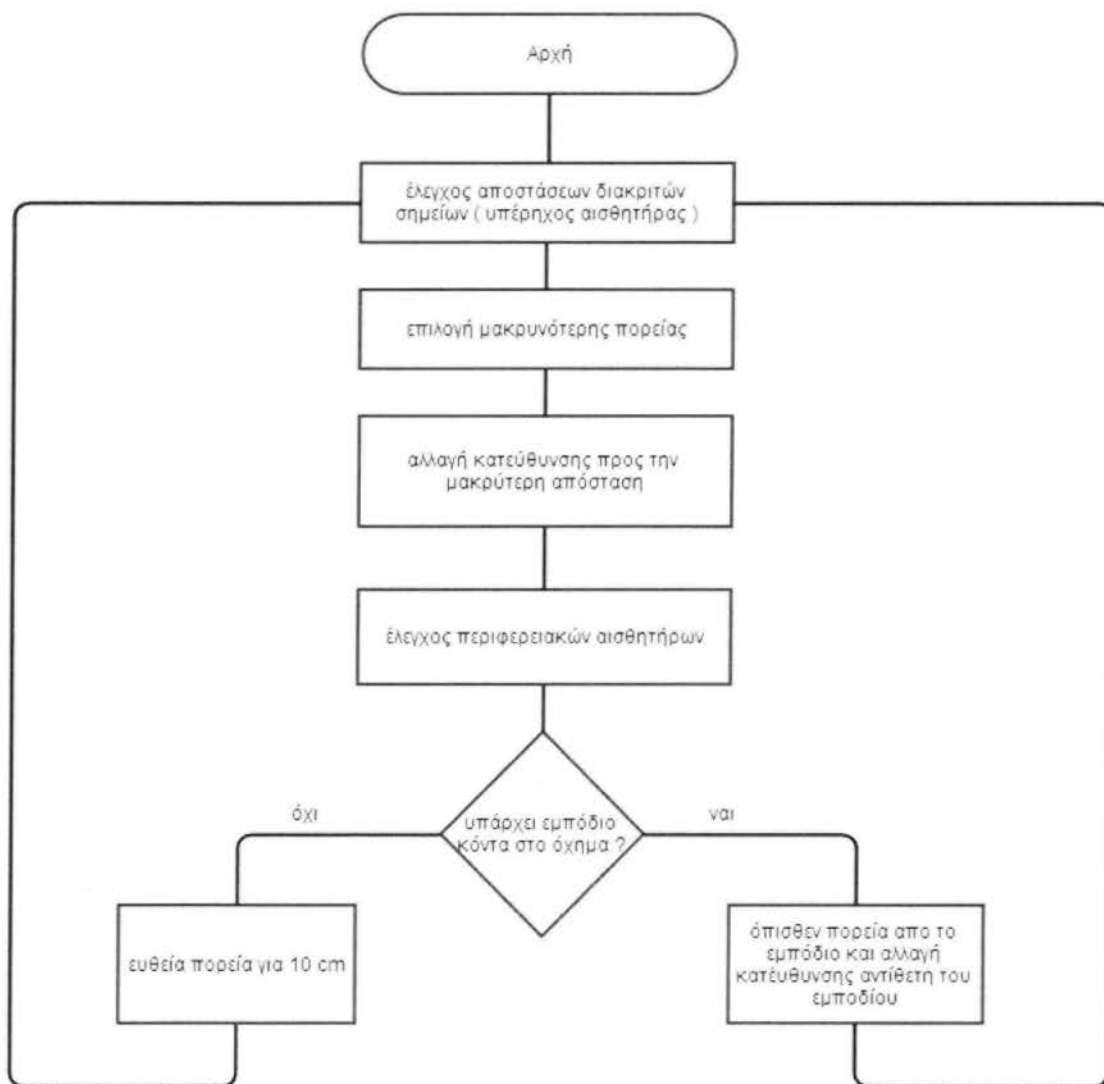 Αρχή
έλεγχος αποστάσεων διακριτών
σημείων ( υπέρηχος αισθητήρας )
επιλογή μακρυνότερης πορείας
αλλαγή κατεύθυνσης προς την
μακρύτερη απόσταση
έλεγχος περιφερειακών αισθητήρων
υπάρχει εμπόδιο
κόντα στο όχημα ?
όχι
ναι
ευθεία πορεία για 10 cm
όπισθεν πορεία απο το
εμπόδιο και αλλαγή
κατέυθυνσης αντίθετη του
εμποδίου